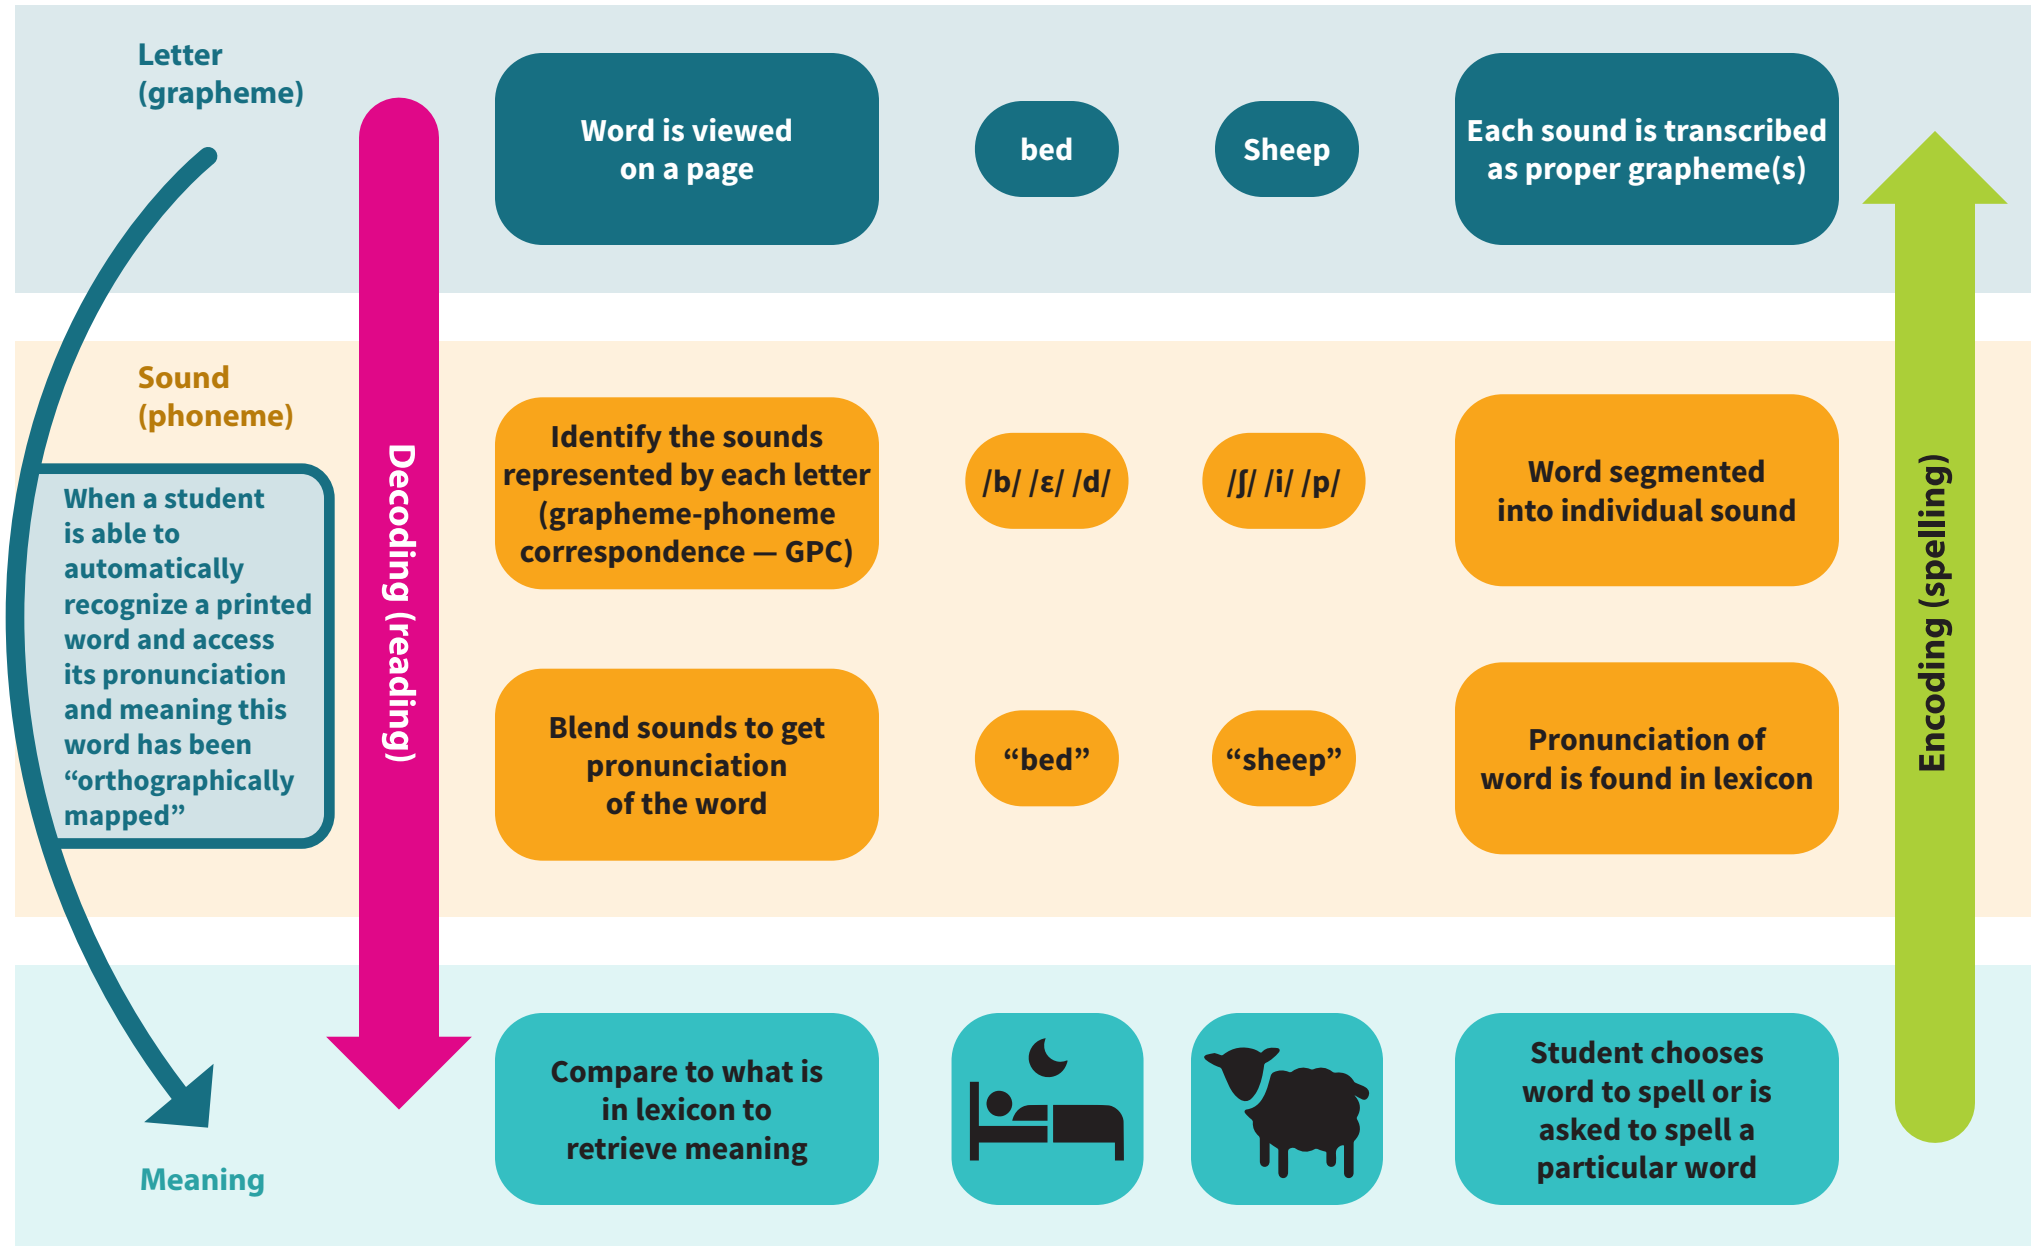 Letter
(grapheme)
Word is viewed
on a page
bed
Sheep
Each sound is transcribed
as proper grapheme(s)
Sound
(phoneme)
When a student
is able to
automatically
recognize a printed
word and access
its pronunciation
and meaning this
word has been
“orthographically
mapped”
Decoding (reading)
Identify the sounds
represented by each letter
(grapheme-phoneme
correspondence — GPC)
/b/ /ɛ/ /d/
/ʃ/ /i/ /p/
Word segmented
into individual sound
Blend sounds to get
pronunciation
of the word
“bed”
“sheep”
Pronunciation of
word is found in lexicon
Encoding (spelling)
Meaning
Compare to what is
in lexicon to
retrieve meaning
Student chooses
word to spell or is
asked to spell a
particular word